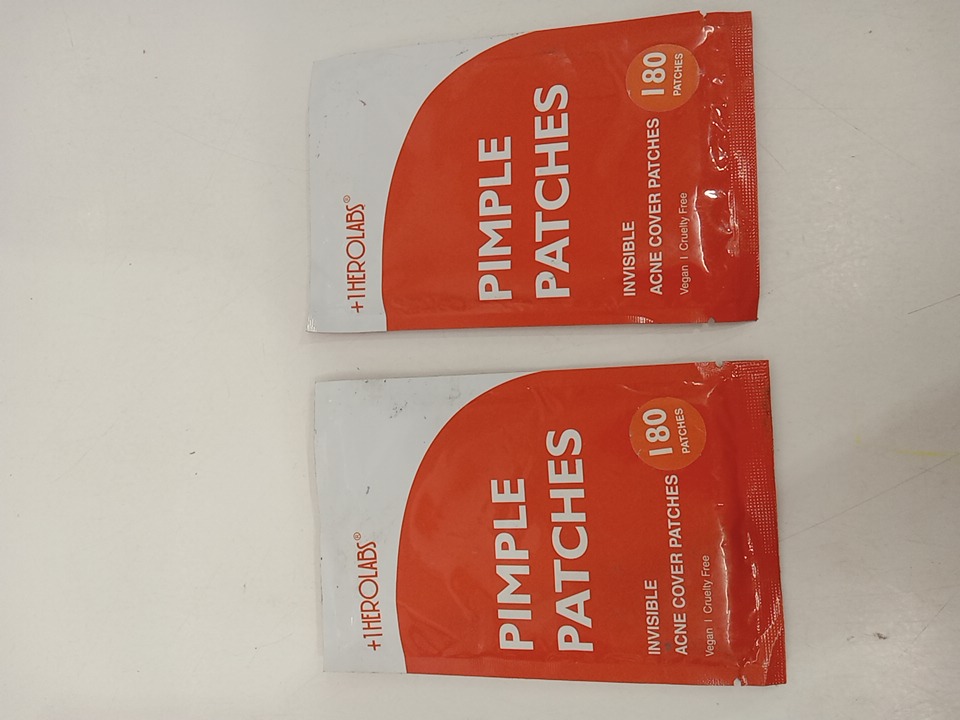 +1HEROLABS®
PIMPLE
PATCHES
INVISIBLE
ACNE COVER PATCHES
Vegan | Cruelty Free
180
PATCHES
+1HEROLABS®
PIMPLE
PATCHES
INVISIBLE
ACNE COVER PATCHES
Vegan | Cruelty Free
180
PATCHES